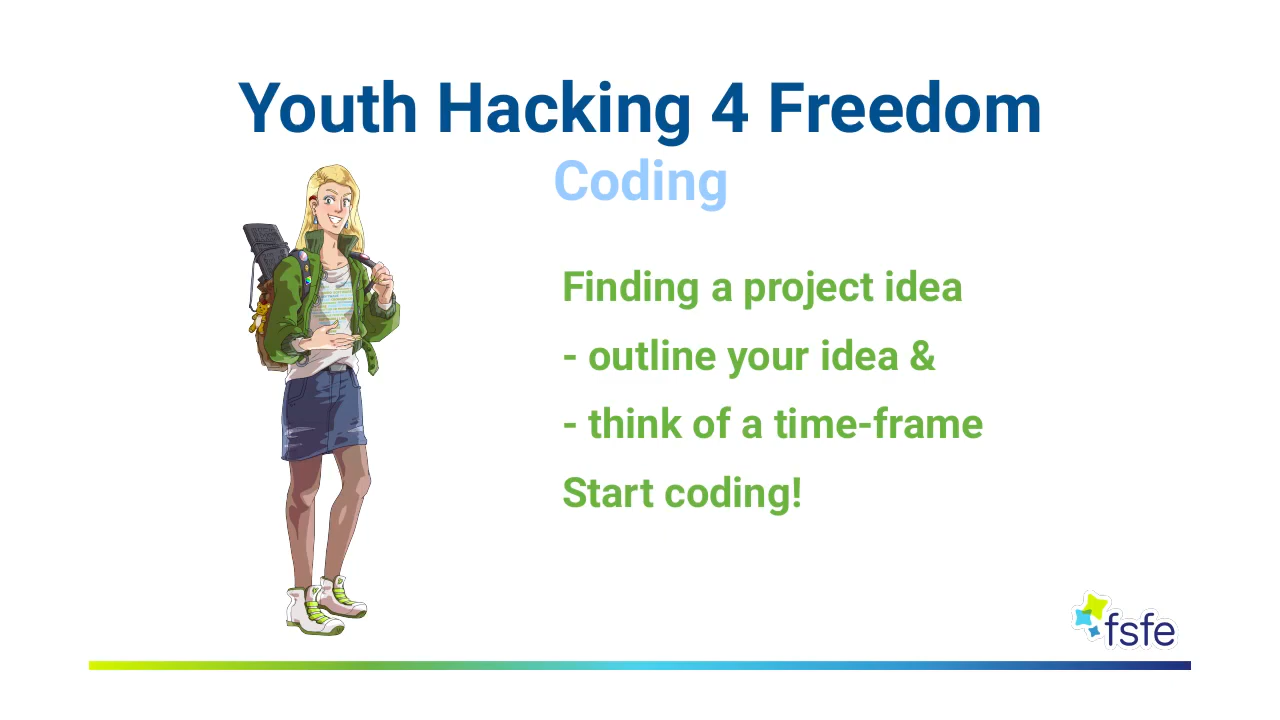 Youth Hacking 4 Freedom
Coding
Finding a project idea
- outline your idea &
- think of a time-frame
Start coding!
fsfe